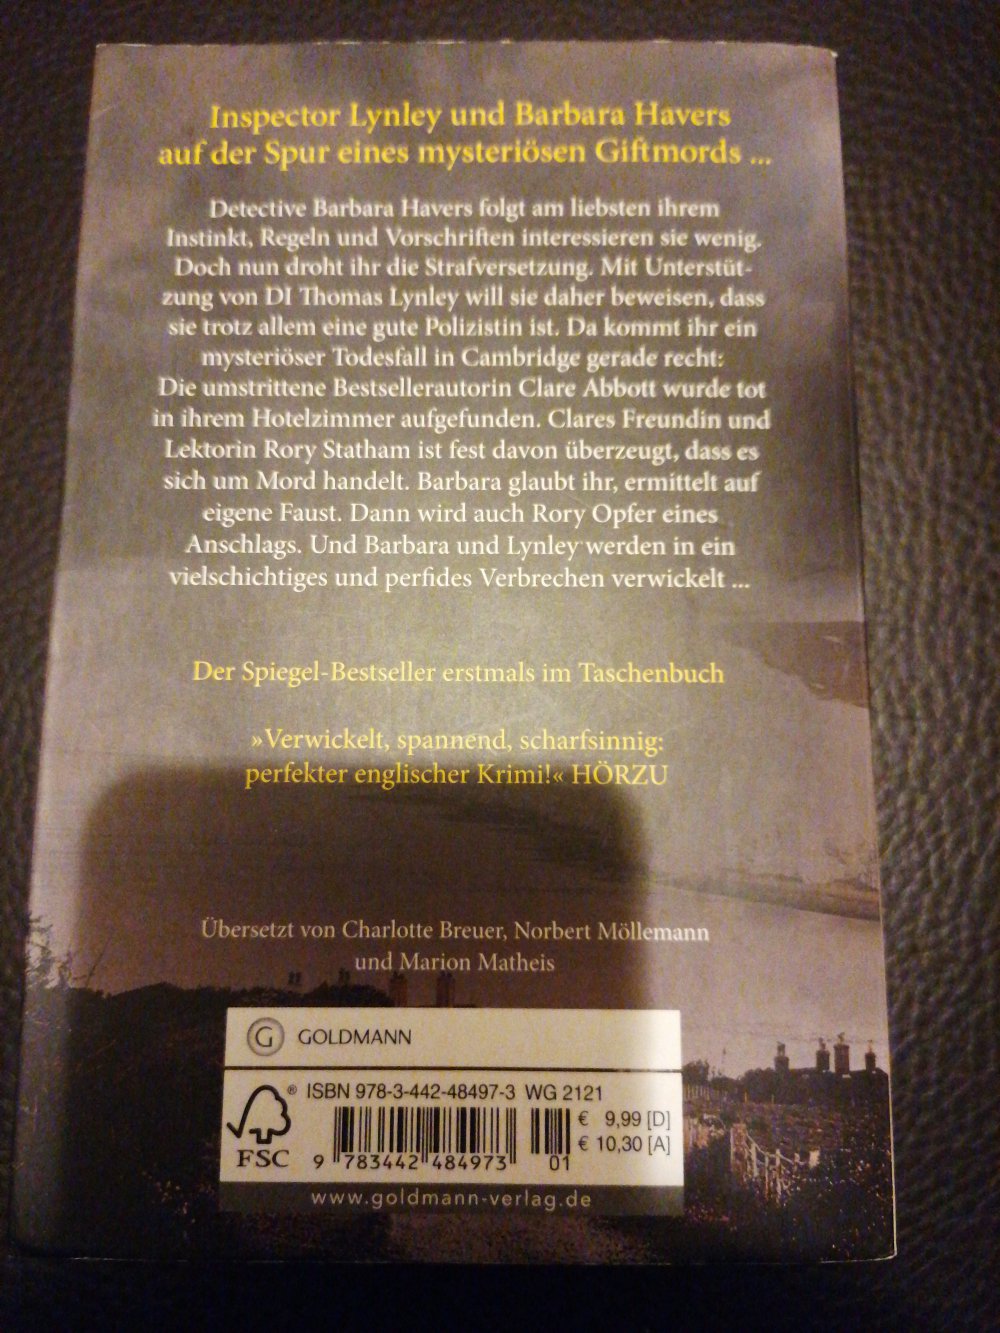 Inspector Lynley und Barbara Havers
auf der Spur eines mysteriösen Giftmords ...
Detective Barbara Havers folgt am liebsten ihrem
Instinkt, Regeln und Vorschriften interessieren sie wenig.
Doch nun droht ihr die Strafversetzung. Mit Unterstüt-
zung von DI Thomas Lynley will sie daher beweisen, dass
sie trotz allem eine gute Polizistin ist. Da kommt ihr ein
mysteriöser Todesfall in Cambridge gerade recht:
Die umstrittene Bestsellerautorin Clare Abbott wurde tot
in ihrem Hotelzimmer aufgefunden. Clares Freundin und
Lektorin Rory Statham ist fest davon überzeugt, dass es
sich um Mord handelt. Barbara glaubt ihr, ermittelt auf
eigene Faust. Dann wird auch Rory Opfer eines
Anschlags. Und Barbara und Lynley werden in ein
vielschichtiges und perfides Verbrechen verwickelt ...
Der Spiegel-Bestseller erstmals im Taschenbuch
»Verwickelt, spannend, scharfsinnig:
perfekter englischer Krimi!« HÖRZU
Übersetzt von Charlotte Breuer, Norbert Möllemann
und Marion Matheis
G GOLDMANN
ISBN 978-3-442-48497-3 WG 2121
€ 9,99 [D]
€ 10,30 [A]
FSC ®
9 783442 484973 01
www.goldmann-verlag.de